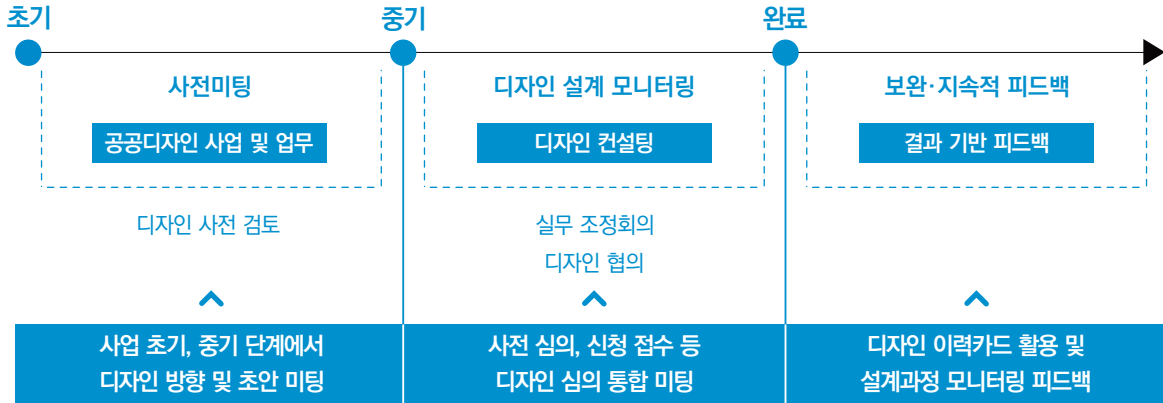 초기
중기
완료
사전미팅
공공디자인 사업 및 업무
디자인 사전 검토
사업 초기, 중기 단계에서
디자인 방향 및 초안 미팅
디자인 설계 모니터링
디자인 컨설팅
실무 조정회의
디자인 협의
사전 심의, 신청 접수 등
디자인 심의 통합 미팅
보완·지속적 피드백
결과 기반 피드백
디자인 이력카드 활용 및
설계과정 모니터링 피드백